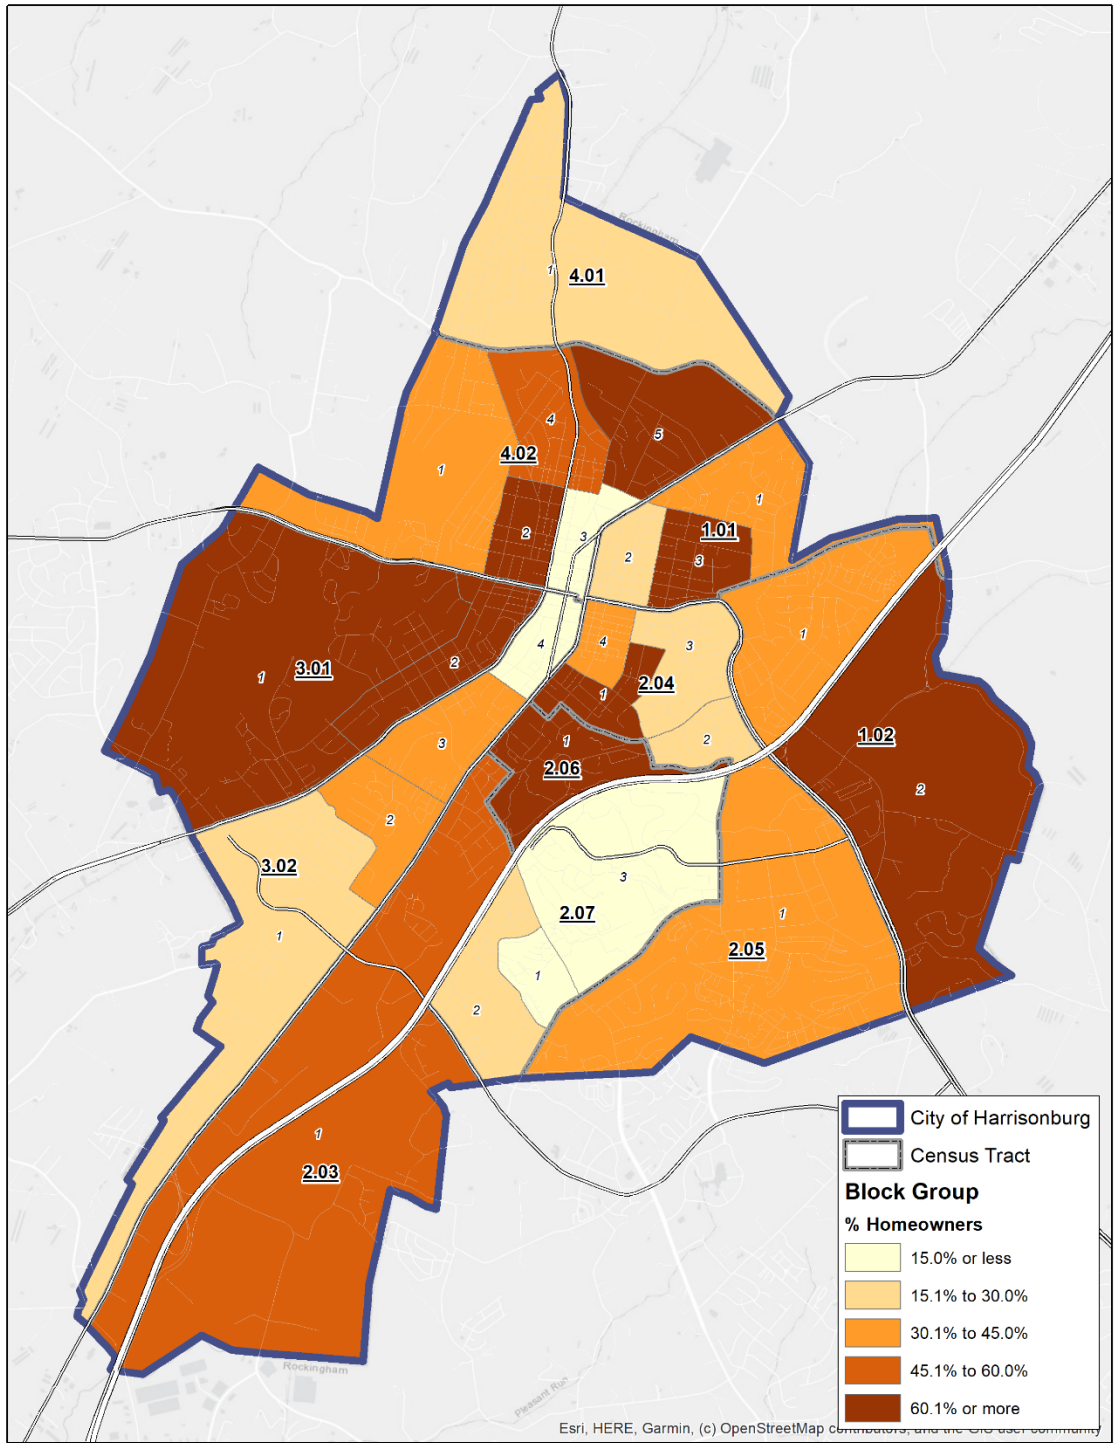 Rockingham
1
4.01
4
5
4.02
1
1
2
3
1.01
2
3
4
3
1
4
2
3.01
1
1
2.04
1.02
3
1
2
2.06
2
2
3.02
3
2.07
1
1
2.05
1
2
1
2.03
City of Harrisonburg
Census Tract
Block Group
% Homeowners
15.0% or less
15.1% to 30.0%
30.1% to 45.0%
45.1% to 60.0%
60.1% or more
Rockingham
Pleasant Run
Esri, HERE, Garmin, (c) OpenStreetMap contributors, and the GIS user community